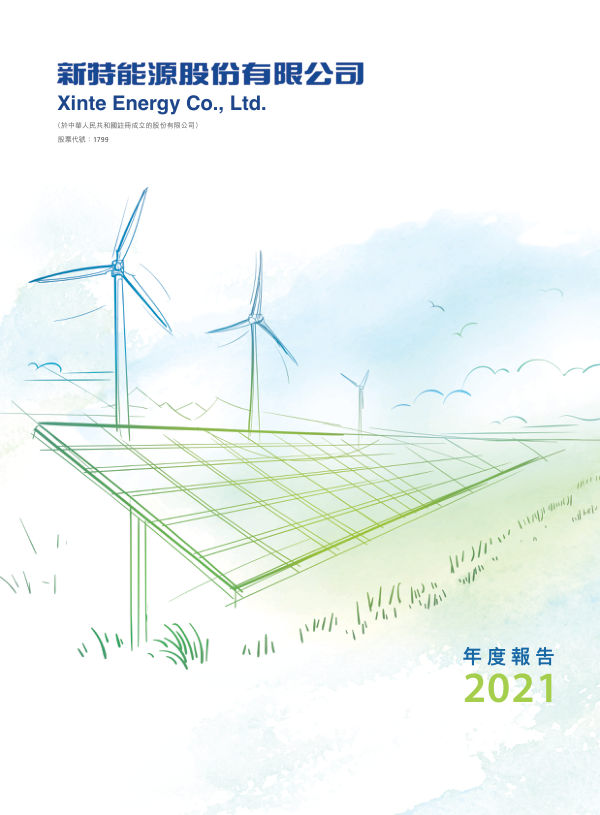 新特能源股份有限公司
Xinte Energy Co., Ltd.
（於中華人民共和國註冊成立的股份有限公司）
股票代號：1799
年度報告
2021